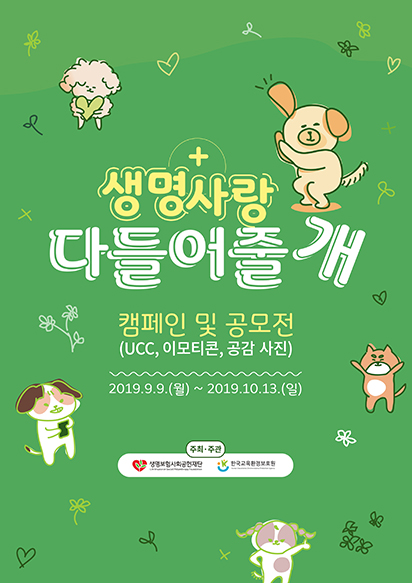 생명사랑
다들어줄개
캠페인 및 공모전
(UCC, 이모티콘, 공감 사진)
2019.9.9.(월) ~ 2019.10.13.(일)
주최·주관
생명보험사회공헌재단
한국교육환경보호원